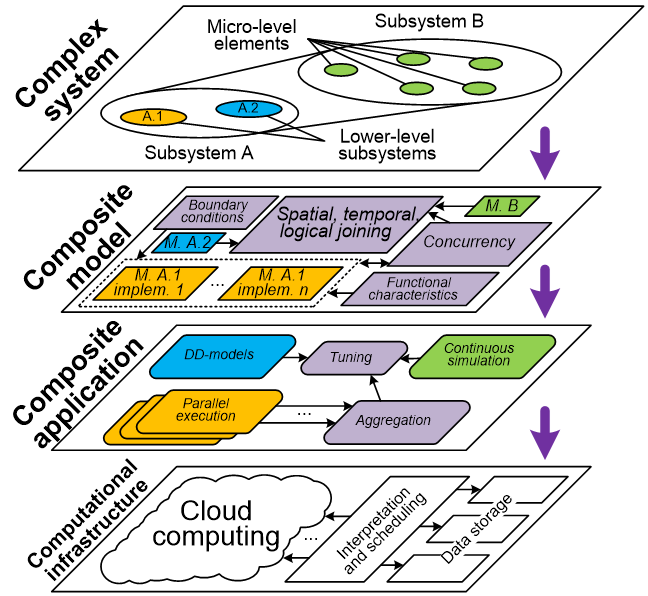 Complex
system
Micro-level
elements
Subsystem B
A.1
A.2
Subsystem A
Lower-level
subsystems
Composite
model
Boundary
conditions
Spatial, temporal,
logical joining
M. B
M. A.2
Concurrency
M. A.1
implem. 1
...
M. A.1
implem. n
Functional
characteristics
Composite
application
DD-models
Tuning
Continuous
simulation
Parallel
execution
...
Aggregation
Computational
infrastructure
Cloud
computing
...
Interpretation
and scheduling
Data storage